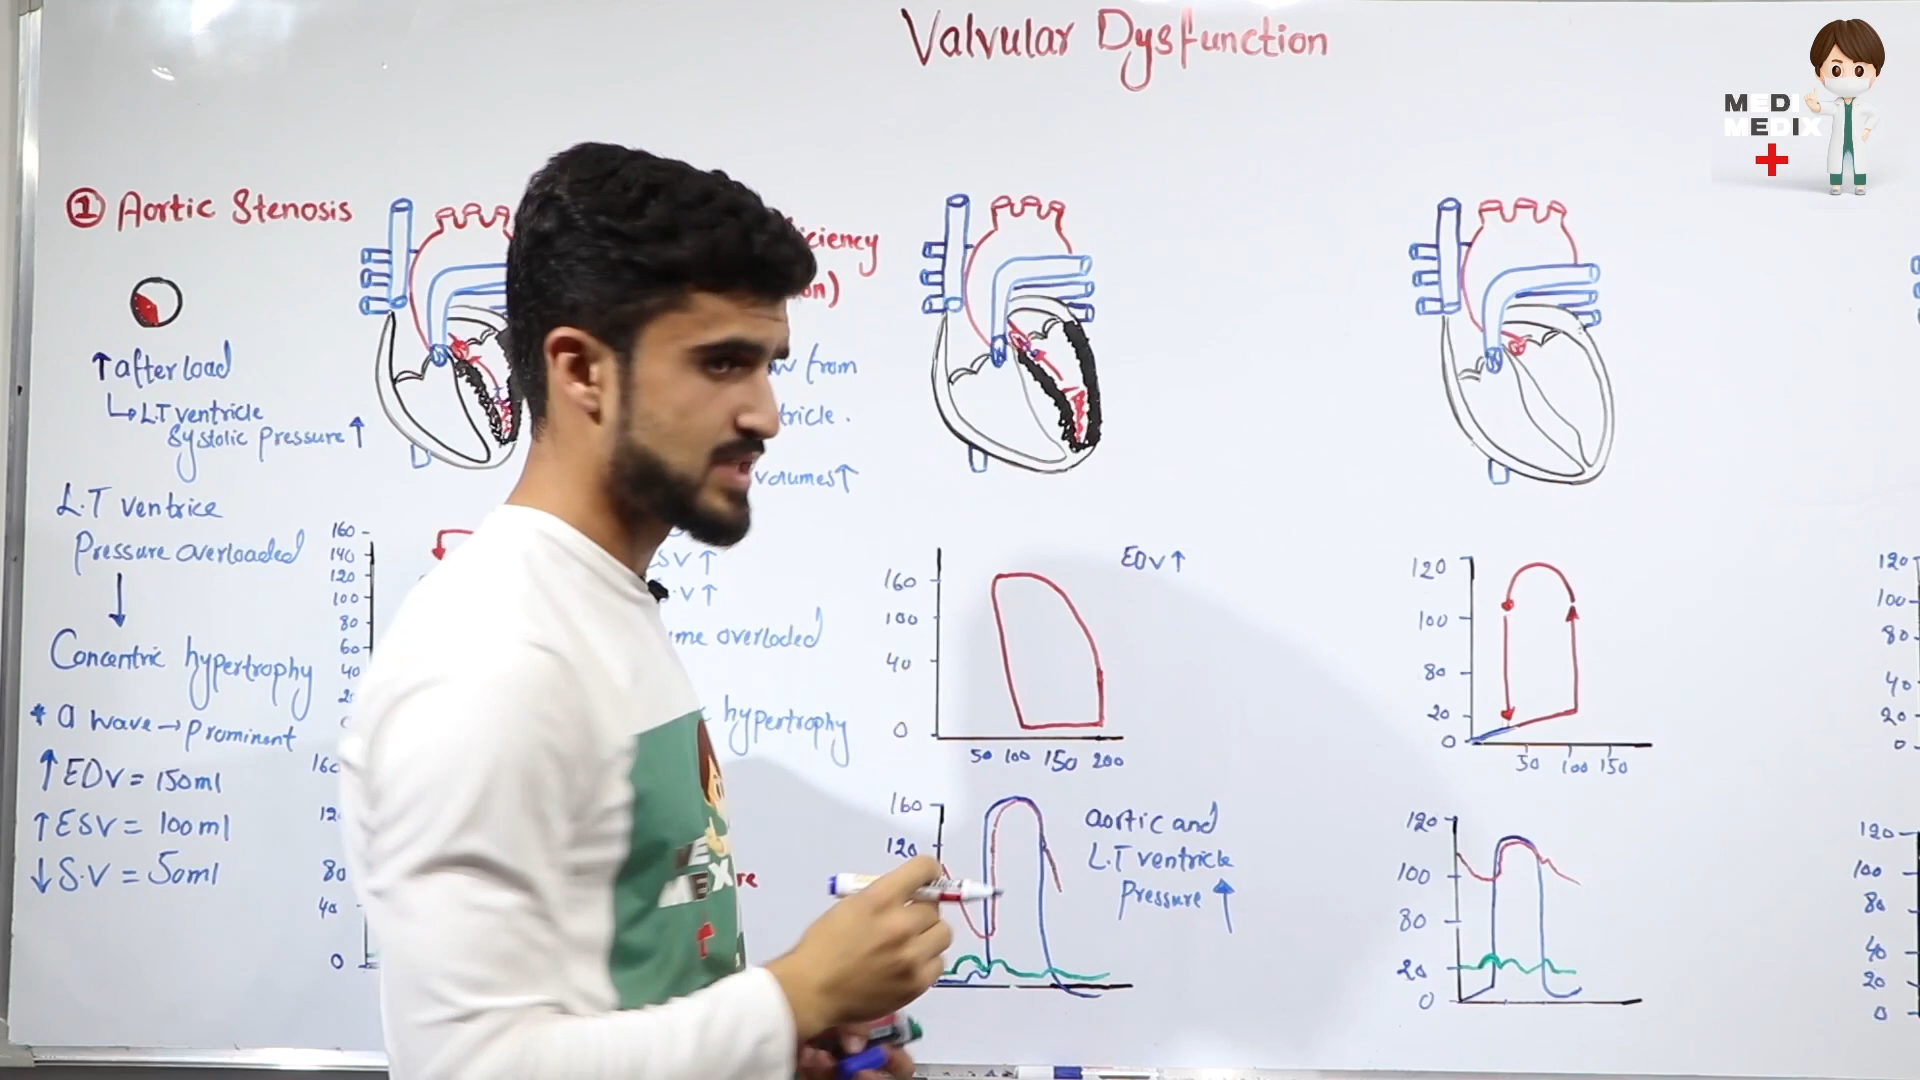 Valvular Dysfunction
MEDI
MEDIX
① Aortic Stenosis
↑ after load
↳ L.T ventricle
Systolic Pressure ↑
L.T ventrice
Pressure overloaded
↓
Concentric hypertrophy
* a wave → prominent
↑ EDV = 150ml
↑ ESV = 100ml
↓ S.V = 50ml
160
140
120
100
80
60
40
80
40
0
from
volumes ↑
V ↑
V ↑
overloded
hypertrophy
160
100
40
0
50 100 150 200
EDV ↑
160
120
aortic and
L.T ventricle
Pressure ↑
120
100
80
20
0
50 100 150
120
100
80
20
0
120
100
80
40
20
0
120
100
80
40
20
0